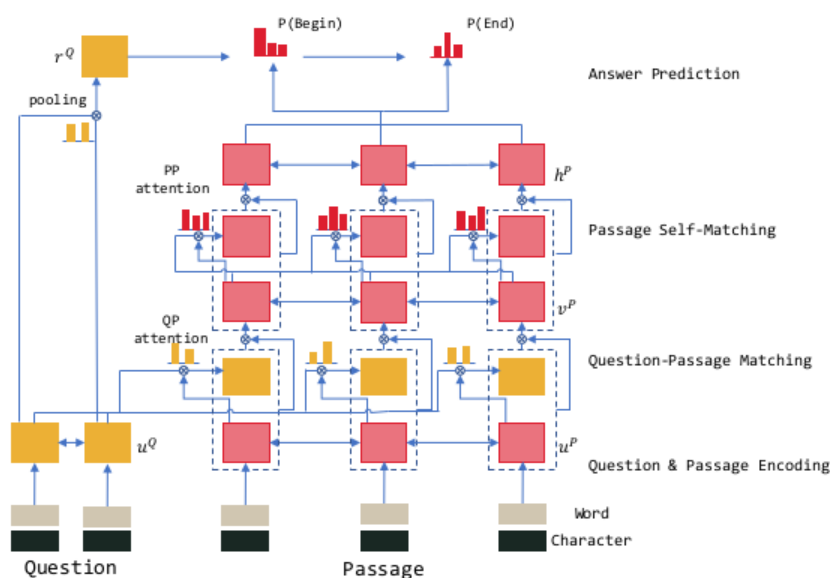 P(Begin)
P(End)
r^Q
Answer Prediction
pooling
PP
attention
h^P
Passage Self-Matching
v^P
QP
attention
Question-Passage Matching
u^Q
u^P
Question & Passage Encoding
Word
Character
Question
Passage